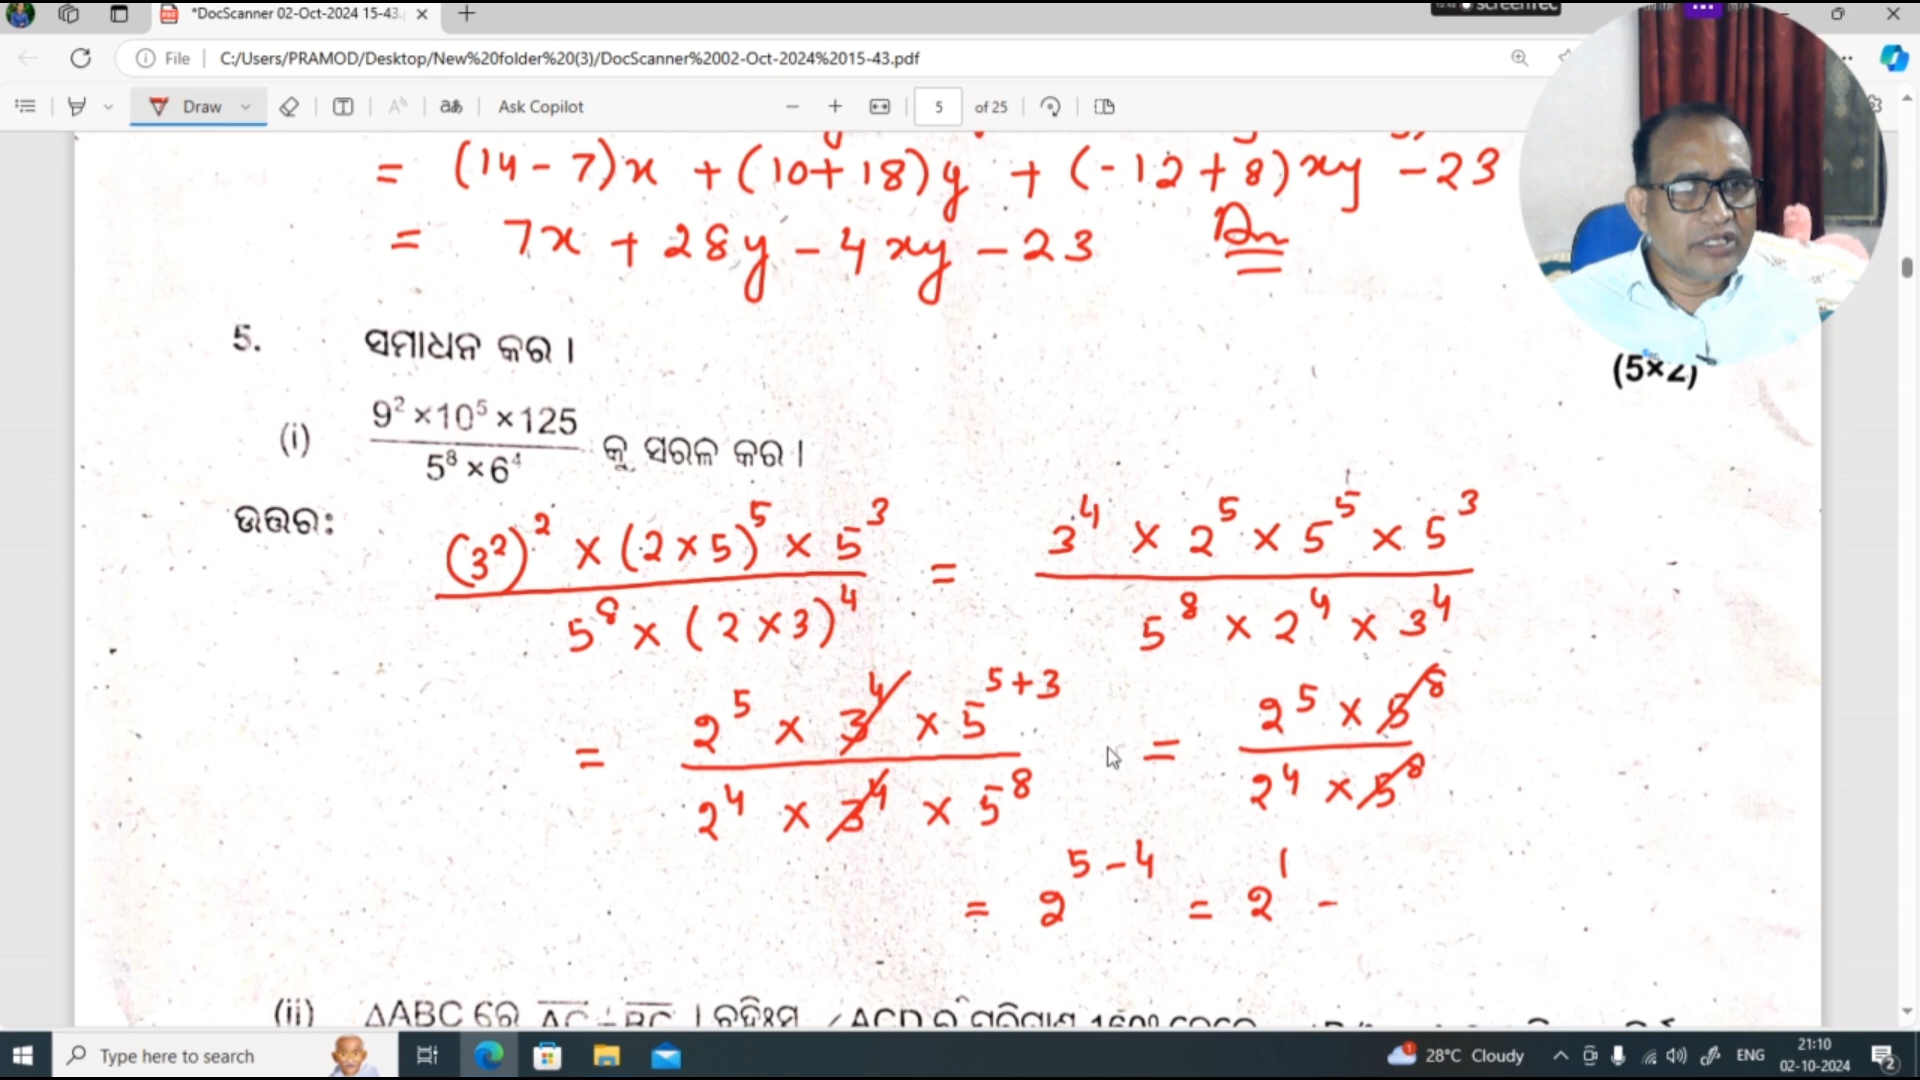 *DocScanner 02-Oct-2024 15-43.
File | C:/Users/PRAMOD/Desktop/New%20folder%20(3)/DocScanner%2002-Oct-2024%2015-43.pdf
Draw Ask Copilot 5 of 25
= (14 - 7)x + (10 + 18)y + (-12 + 8)xy - 23
= 7x + 28y - 4xy - 23 An
5. ସମାଧାନ କର ।
(5×2)
(i) 9² ×10⁵ ×125 / 5⁸ ×6⁴ କୁ ସରଳ କର ।
ଉତ୍ତର:
(3²)² × (2×5)⁵ × 5³ / 5⁸ × (2×3)⁴ = 3⁴ × 2⁵ × 5⁵ × 5³ / 5⁸ × 2⁴ × 3⁴
= 2⁵ × 3⁴ × 5⁵⁺³ / 2⁴ × 3⁴ × 5⁸ = 2⁵ × 5⁸ / 2⁴ × 5⁸
= 2⁵⁻⁴ = 2¹ -
(ii) ΔABC ରେ
Type here to search 28°C Cloudy ENG 21:10
02-10-2024 2